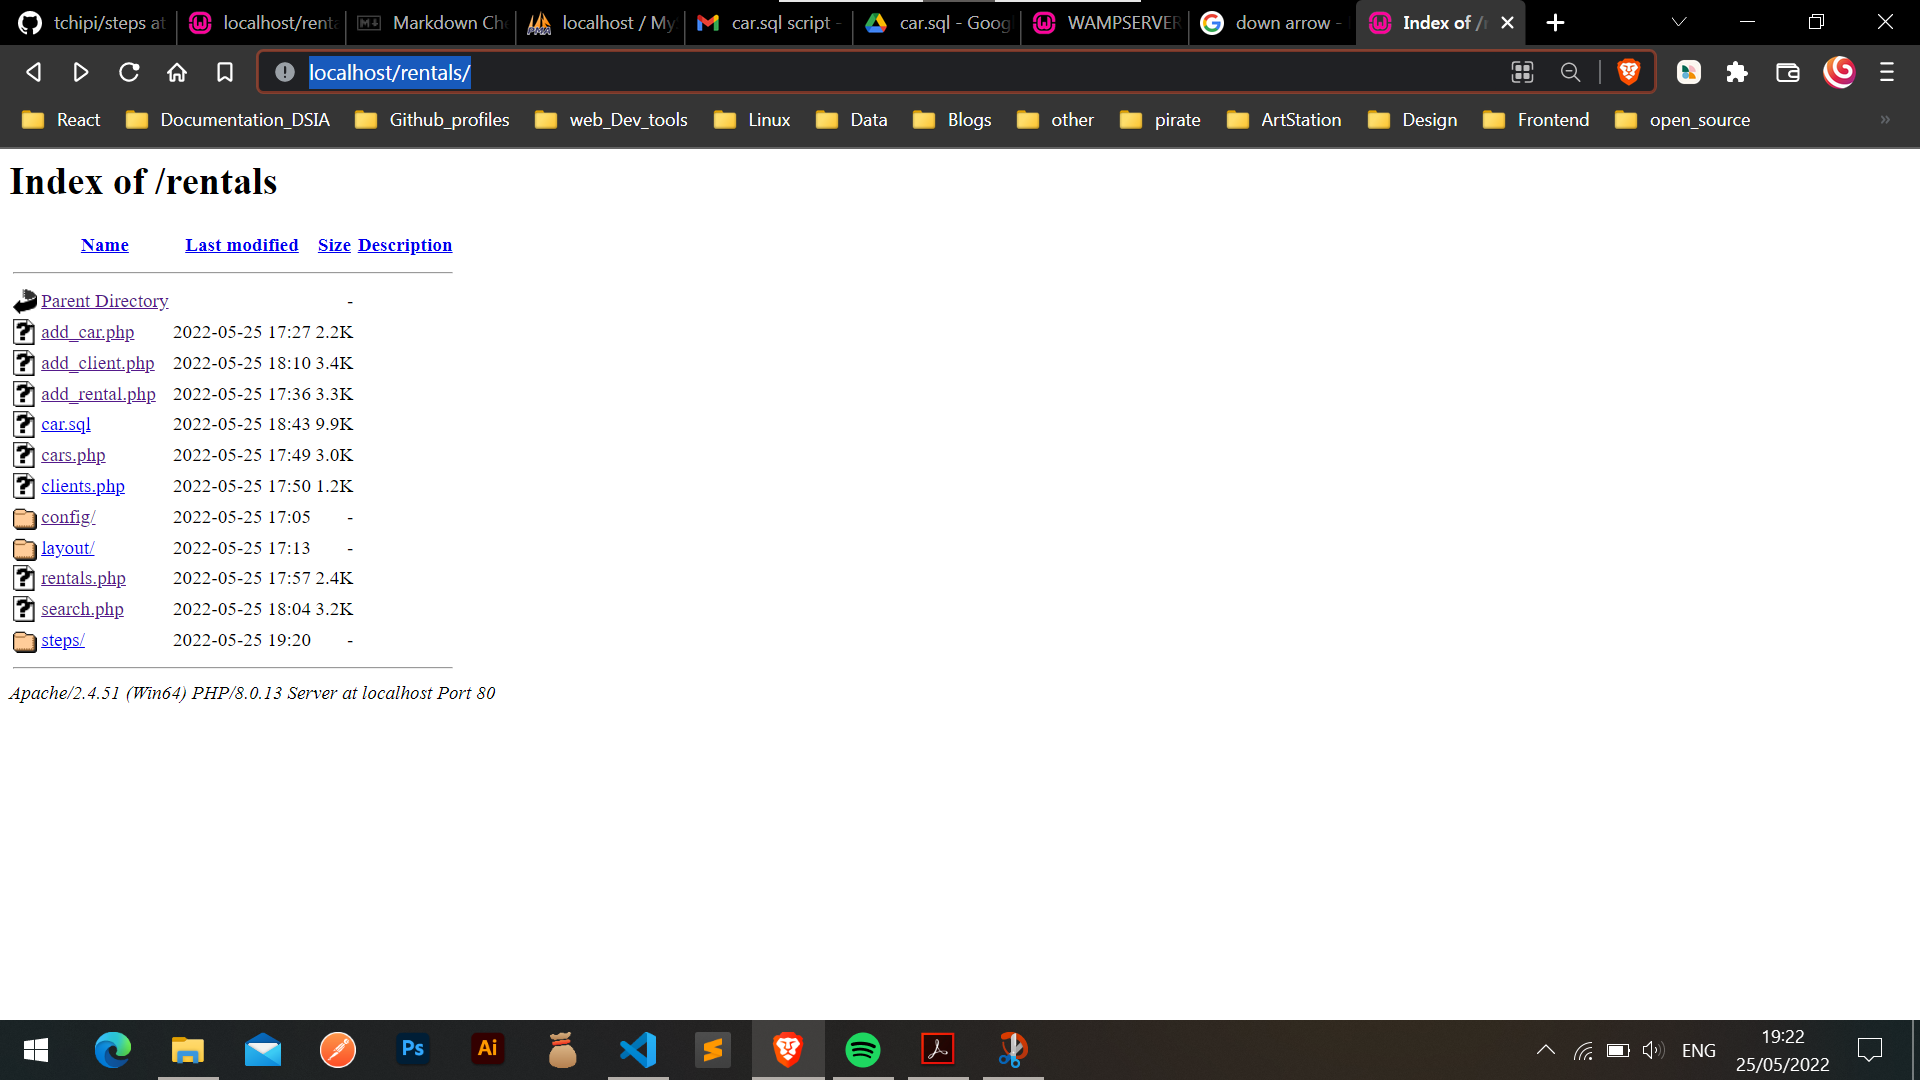 tchipi/steps at
localhost/renta
Markdown Che
localhost / My
car.sql script -
car.sql - Goog
WAMPSERVER
down arrow -
Index of /r
localhost/rentals/
React
Documentation_DSIA
Github_profiles
web_Dev_tools
Linux
Data
Blogs
other
pirate
ArtStation
Design
Frontend
open_source
»
Index of /rentals
Name Last modified Size Description
Parent Directory -
add_car.php 2022-05-25 17:27 2.2K
add_client.php 2022-05-25 18:10 3.4K
add_rental.php 2022-05-25 17:36 3.3K
car.sql 2022-05-25 18:43 9.9K
cars.php 2022-05-25 17:49 3.0K
clients.php 2022-05-25 17:50 1.2K
config/ 2022-05-25 17:05 -
layout/ 2022-05-25 17:13 -
rentals.php 2022-05-25 17:57 2.4K
search.php 2022-05-25 18:04 3.2K
steps/ 2022-05-25 19:20 -
Apache/2.4.51 (Win64) PHP/8.0.13 Server at localhost Port 80
Ps
Ai
ENG
19:22
25/05/2022